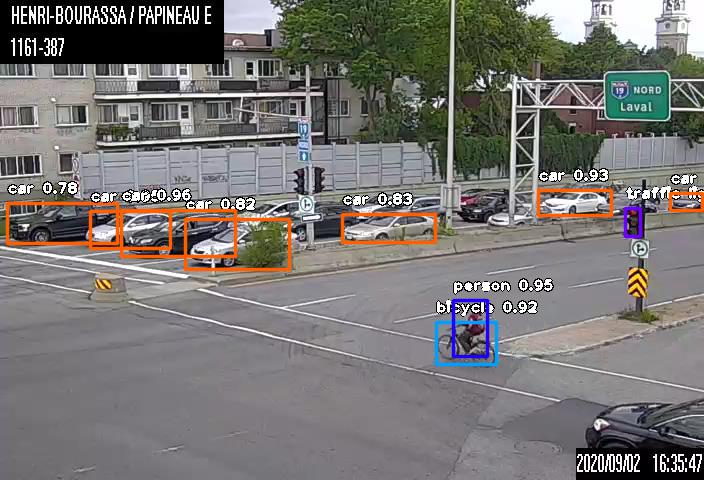 HENRI-BOURASSA / PAPINEAU E
1161-387
19 NORD
Laval
19
car 0.78
car
0.96
car 0.82
car 0.83
car 0.93
car
person 0.95
bicycle 0.92
2020/09/02 16:35:47